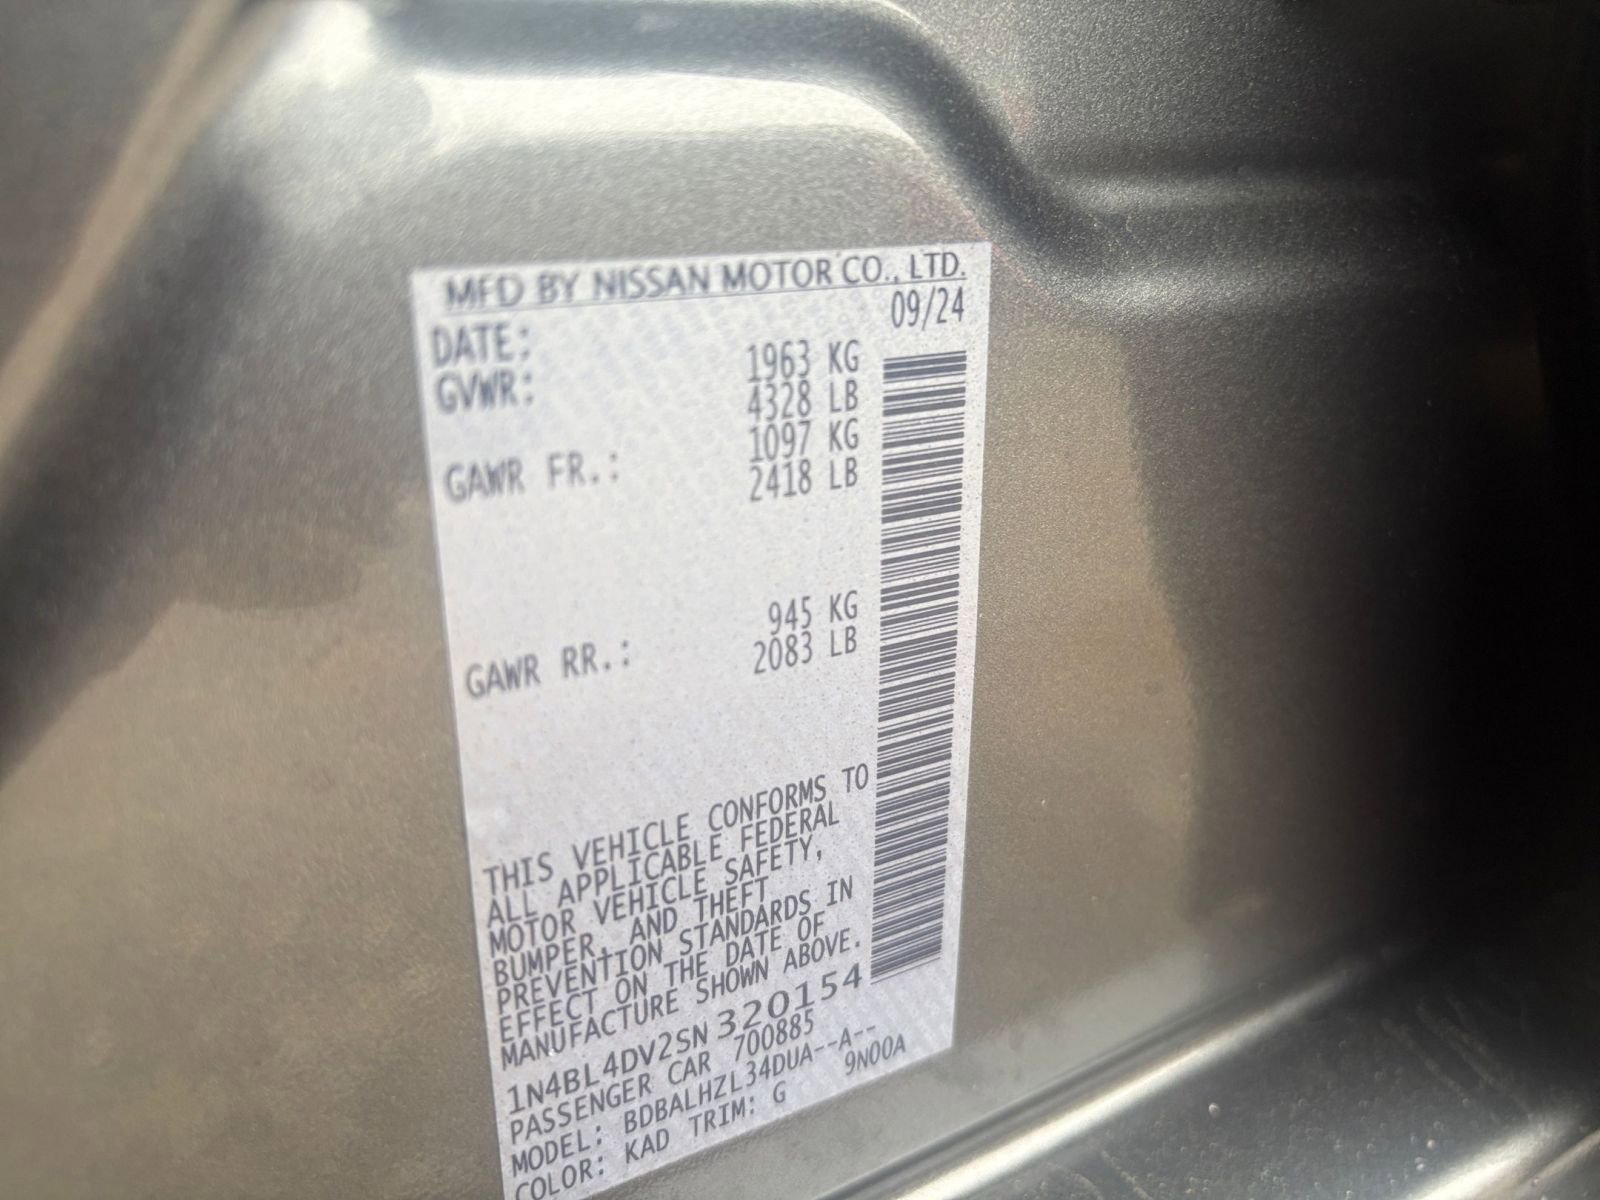 MFD BY NISSAN MOTOR CO., LTD.
DATE: 09/24
GVWR: 1963 KG
4328 LB
GAWR FR.: 1097 KG
2418 LB
GAWR RR.: 945 KG
2083 LB
THIS VEHICLE CONFORMS TO
ALL APPLICABLE FEDERAL
MOTOR VEHICLE SAFETY,
BUMPER, AND THEFT
PREVENTION STANDARDS IN
EFFECT ON THE DATE OF
MANUFACTURE SHOWN ABOVE.
1N4BL4DV2SN320154
PASSENGER CAR 700885
MODEL: BDBALHZL34DUA--A--
COLOR: KAD TRIM: G 9N00A